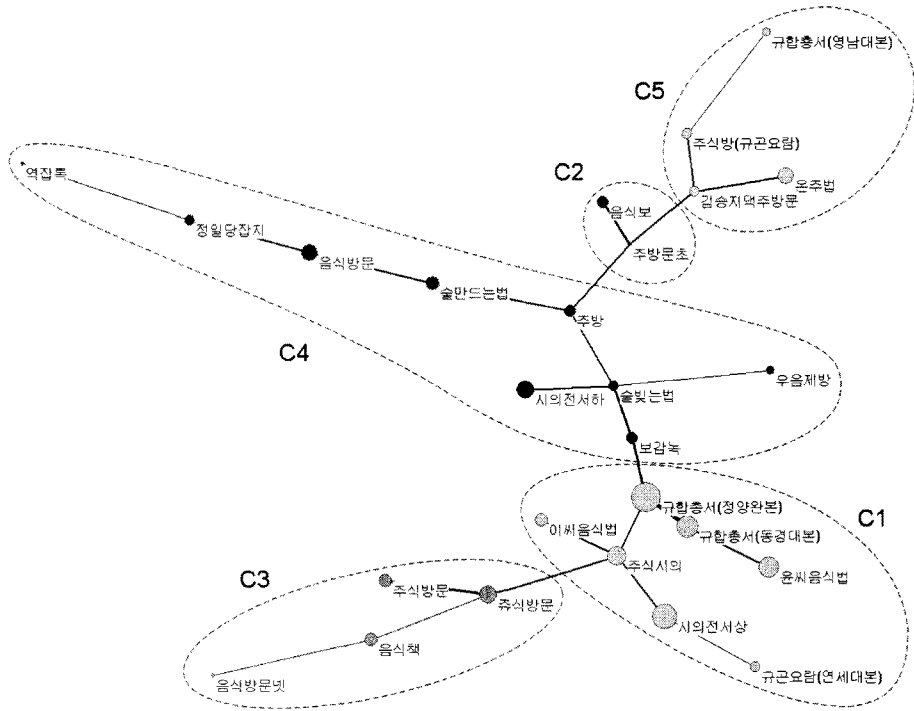 규합총서(영남대본)
C5
주식방(규곤요람)
C2
온주법
역잡록
김승지댁주방문
음식보
정일당잡지
주방문초
음식방문
술만드는법
주방
C4
우음제방
시의전서하
술빚는법
보감록
규합총서(정양완본)
C1
이씨음식법
규합총서(동경대본)
주식시의
C3
윤씨음식법
주식방문
쥬식방문
시의전서상
음식책
규곤요람(연세대본)
음식방문넷